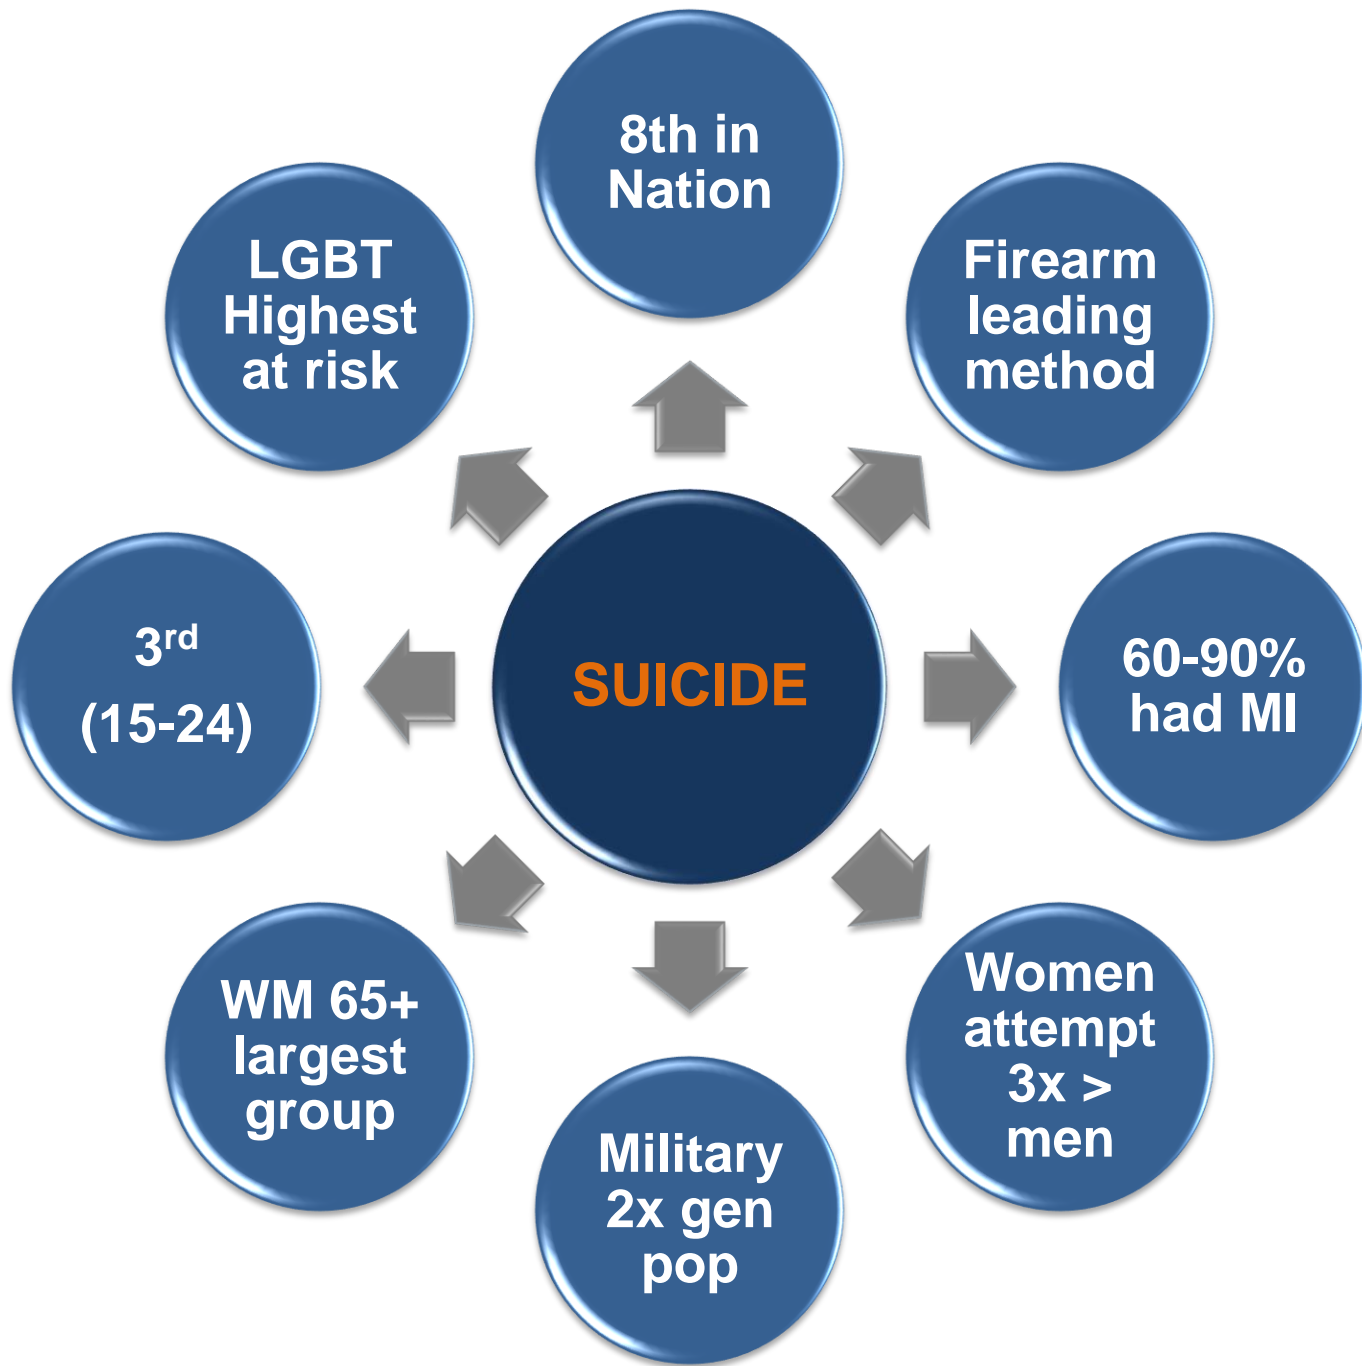 8th in
Nation
Firearm
leading
method
60-90%
had MI
Women
attempt
3x >
men
Military
2x gen
pop
WM 65+
largest
group
3rd
(15-24)
LGBT
Highest
at risk
SUICIDE